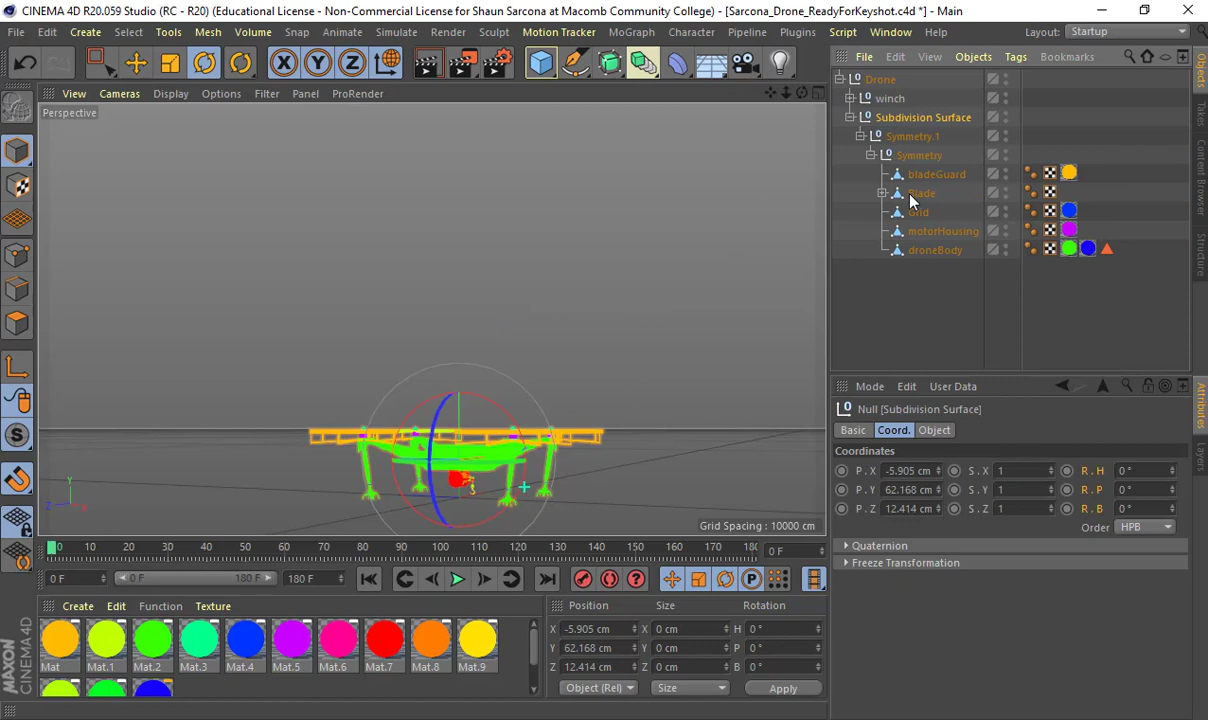 CINEMA 4D R20.059 Studio (RC - R20) (Educational License - Non-Commercial License for Shaun Sarcona at Macomb Community College) - [Sarcona_Drone_ReadyForKeyshot.c4d *] - Main
File Edit Create Select Tools Mesh Volume Snap Animate Simulate Render Sculpt Motion Tracker MoGraph Character Pipeline Plugins Script Window Help Layout: Startup
File Edit View Objects Tags Bookmarks
View Cameras Display Options Filter Panel ProRender
Perspective
Drone
winch
Subdivision Surface
Symmetry.1
Symmetry
bladeGuard
Blade
Grid
motorHousing
droneBody
Objects
Takes
Content Browser
Structure
Y
Z
Grid Spacing : 10000 cm
Mode Edit User Data
Null [Subdivision Surface]
Basic Coord. Object
Coordinates
P . X -5.905 cm S . X 1 R . H 0 °
P . Y 62.168 cm S . Y 1 R . P 0 °
P . Z 12.414 cm S . Z 1 R . B 0 °
Order HPB
Quaternion
Freeze Transformation
Attributes
Layers
0 10 20 30 40 50 60 70 80 90 100 110 120 130 140 150 160 170 0 F
0 F 0 F 180 F 180 F
Create Edit Function Texture
Mat Mat.1 Mat.2 Mat.3 Mat.4 Mat.5 Mat.6 Mat.7 Mat.8 Mat.9
Position Size Rotation
X -5.905 cm X 0 cm H 0 °
Y 62.168 cm Y 0 cm P 0 °
Z 12.414 cm Z 0 cm B 0 °
Object (Rel) Size Apply
MAXON CINEMA 4D